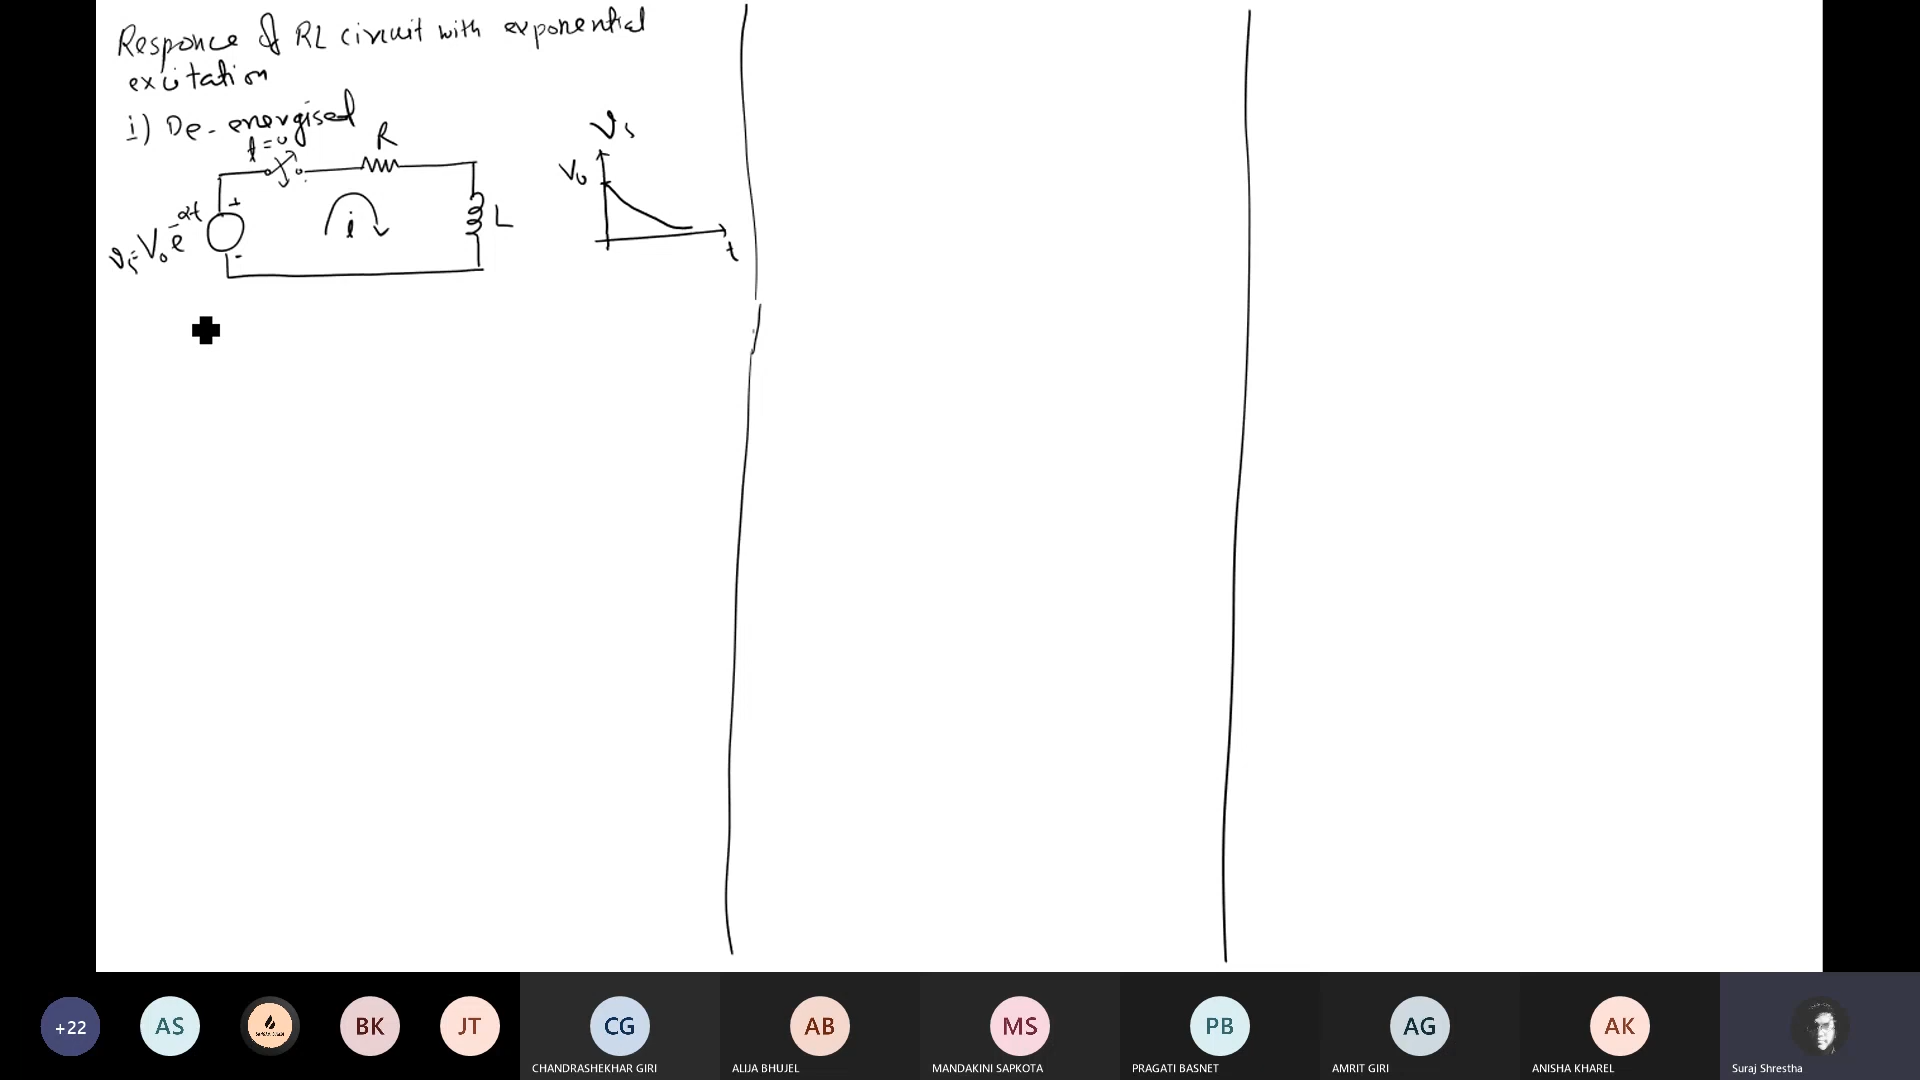 Responce of RL circuit with exponential
excitation
i) De-energised
t=0
R
i
L
vs=V₀e^-αt
+
-
vs
V₀
t
+22
AS
BK
JT
CG
AB
MS
PB
AG
AK
CHANDRASHEKHAR GIRI
ALIJA BHUJEL
MANDAKINI SAPKOTA
PRAGATI BASNET
AMRIT GIRI
ANISHA KHAREL
Suraj Shrestha